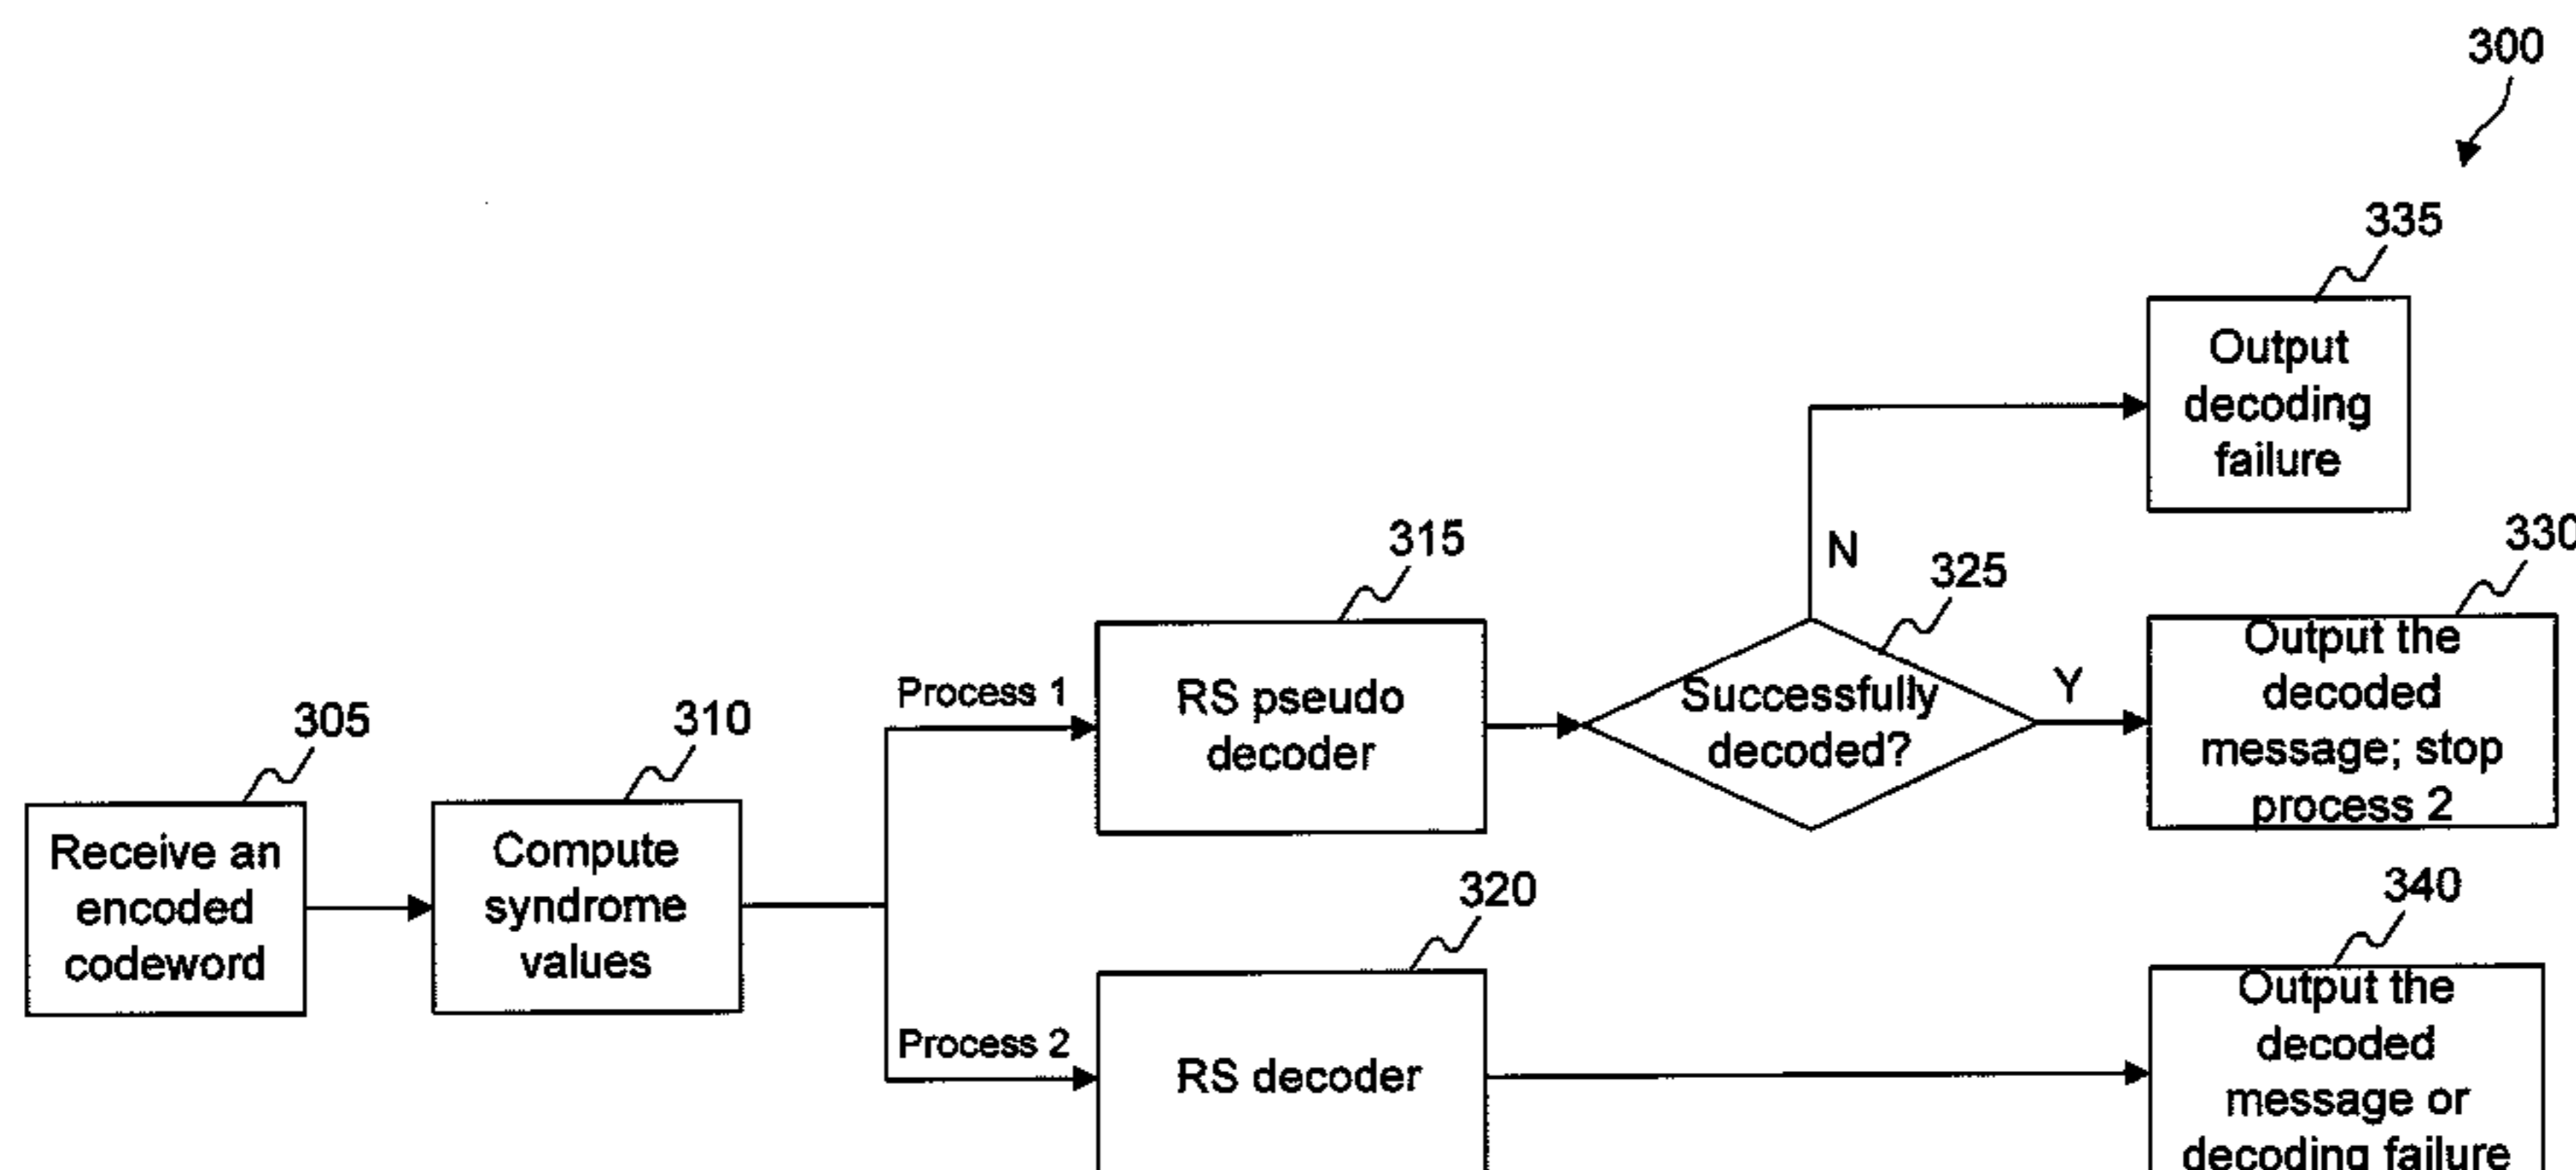 300
335
Output
decoding
failure
330
315
325
N
Y
Output the
decoded
message; stop
process 2
Successfully
decoded?
RS pseudo
decoder
Process 1
305
310
Receive an
encoded
codeword
Compute
syndrome
values
320
340
Process 2
RS decoder
Output the
decoded
message or
decoding failure